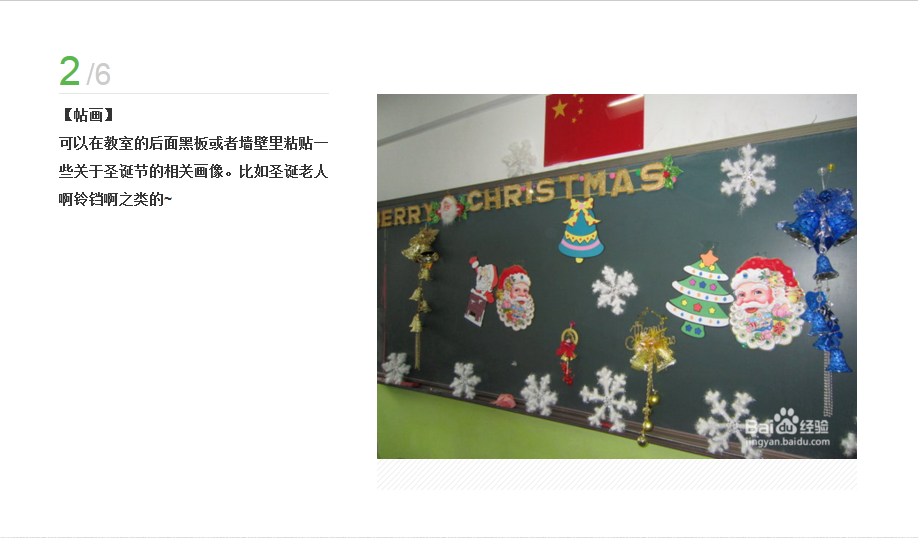 2/6
【帖画】
可以在教室的后面黑板或者墙壁里粘贴一
些关于圣诞节的相关画像。比如圣诞老人
啊铃铛啊之类的~
MERRY CHRISTMAS
Bai du 经验
jingyan.baidu.com